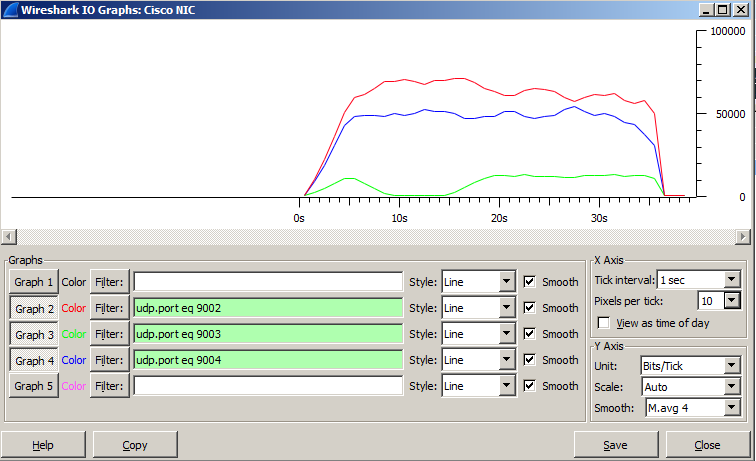 Wireshark IO Graphs: Cisco NIC
100000
50000
0
0s 10s 20s 30s
Graphs
Graph 1 Color Filter: Style: Line Smooth
Graph 2 Color Filter: udp.port eq 9002 Style: Line Smooth
Graph 3 Color Filter: udp.port eq 9003 Style: Line Smooth
Graph 4 Color Filter: udp.port eq 9004 Style: Line Smooth
Graph 5 Color Filter: Style: Line Smooth
X Axis
Tick interval: 1 sec
Pixels per tick: 10
View as time of day
Y Axis
Unit: Bits/Tick
Scale: Auto
Smooth: M.avg 4
Help Copy Save Close